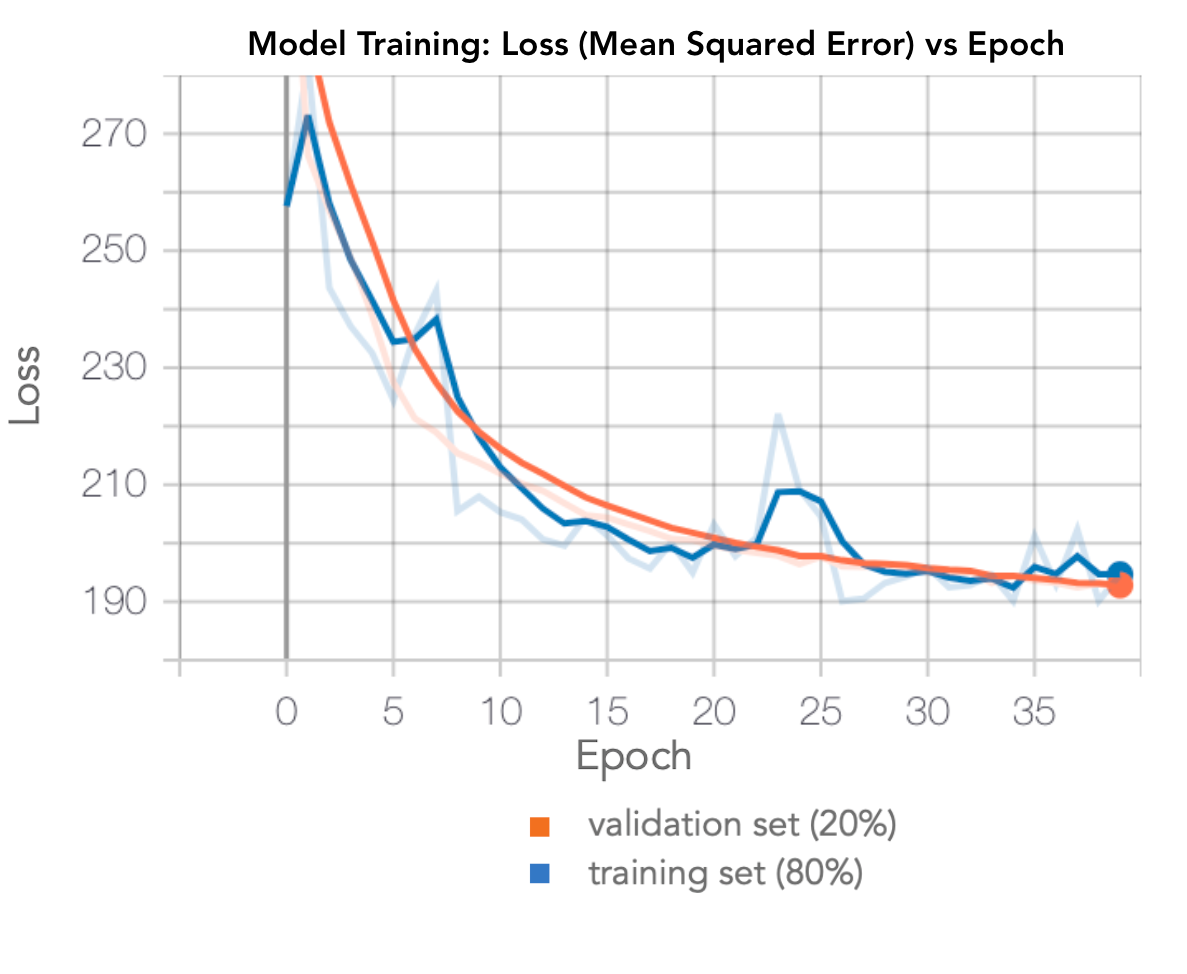 Model Training: Loss (Mean Squared Error) vs Epoch
270
250
230
210
190
Loss
0 5 10 15 20 25 30 35
Epoch
validation set (20%)
training set (80%)